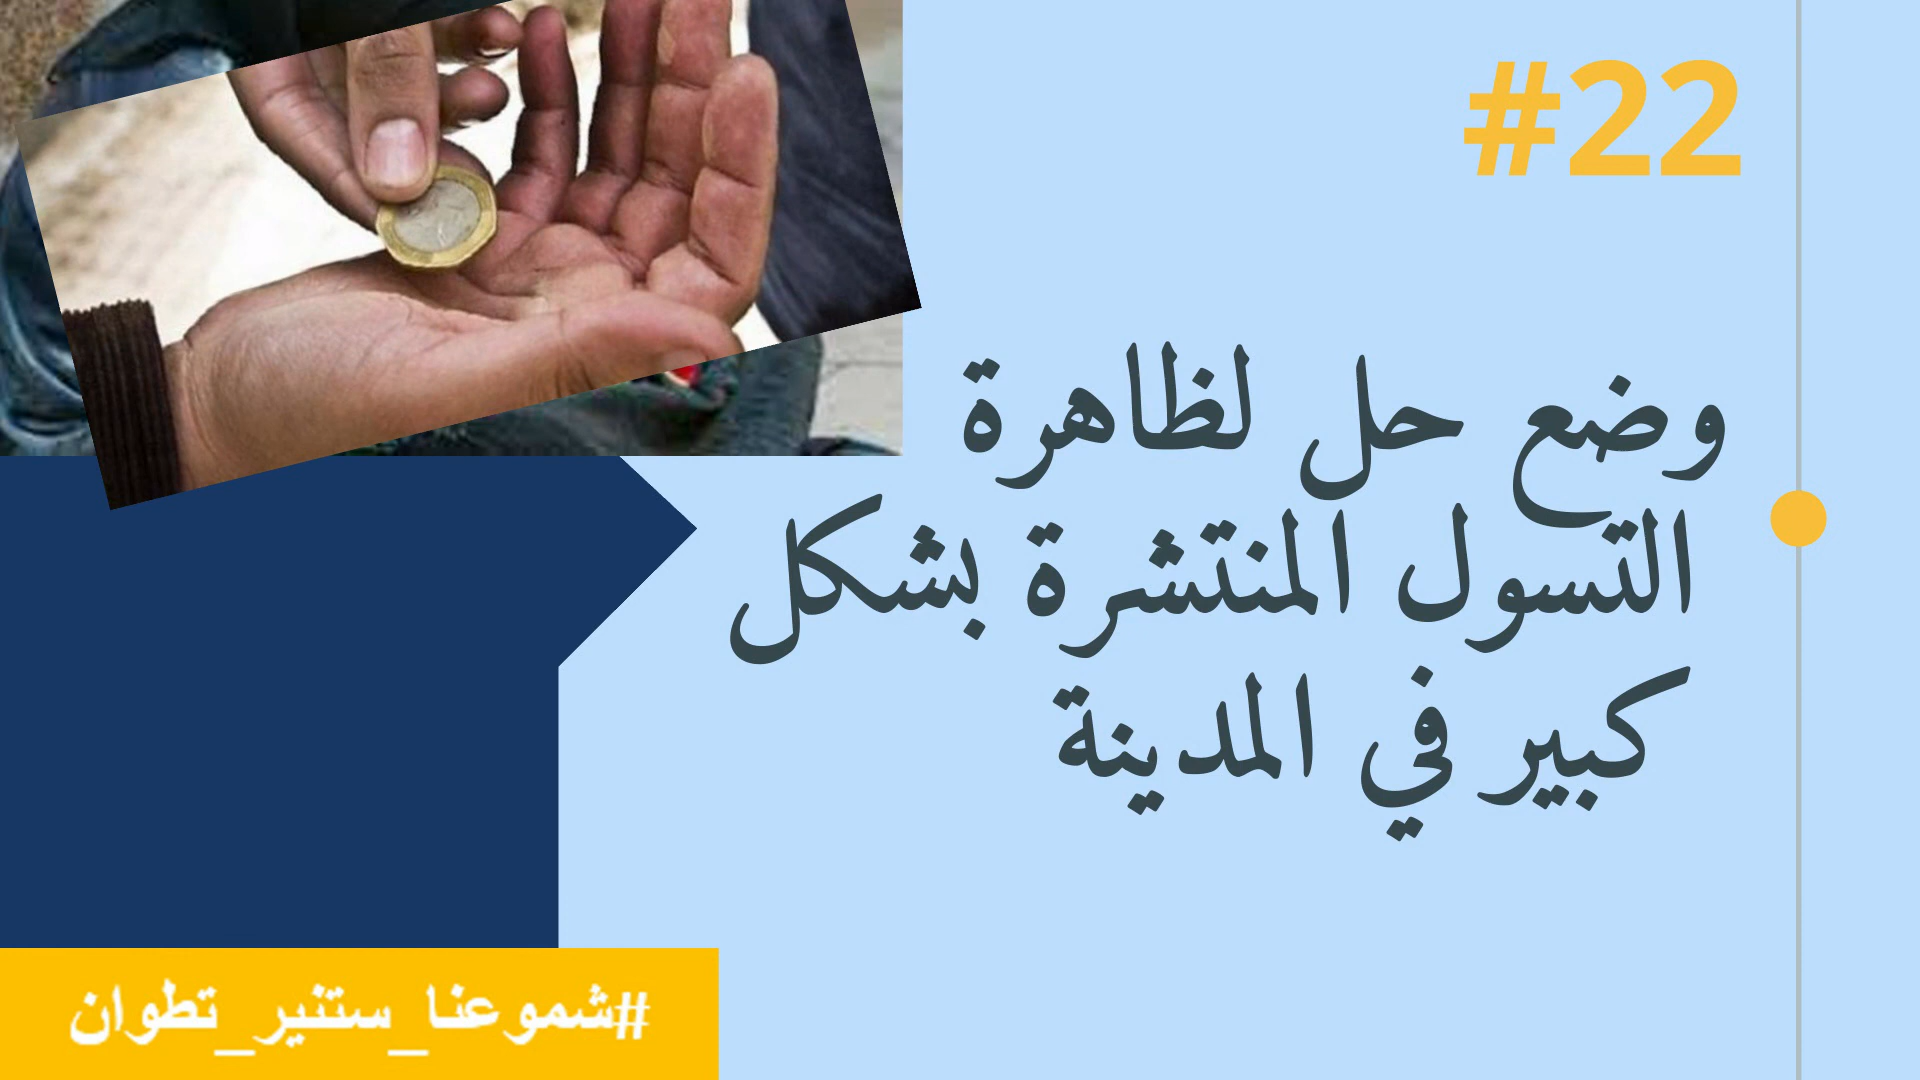 #22
وضع حل لظاهرة
التسول المنتشرة بشكل
كبير في المدينة
#شموعنا_ستنير_تطوان